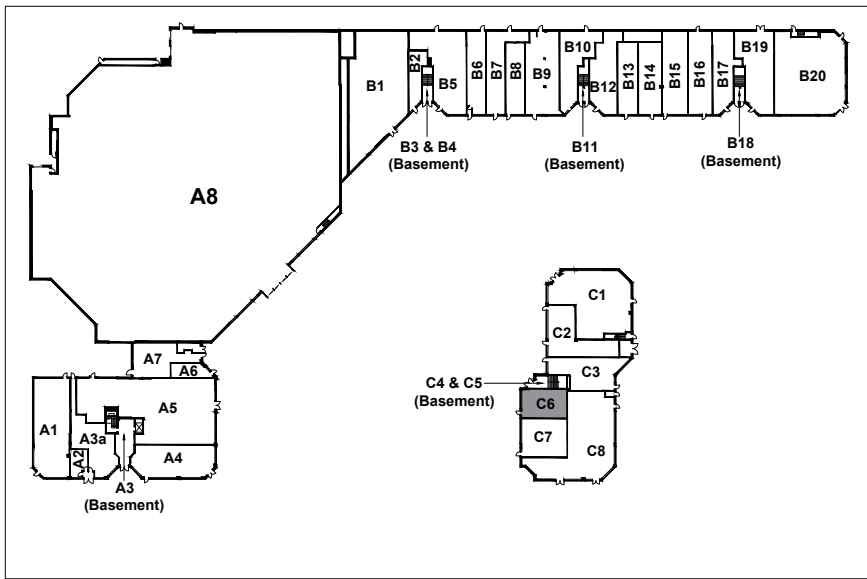 B1
B2
B5
B6
B7
B8
B9
B10
B12
B13
B14
B15
B16
B17
B19
B20
B3 & B4
(Basement)
B11
(Basement)
B18
(Basement)
A8
C1
C2
C3
C4 & C5
(Basement)
C6
C7
C8
A7
A6
A5
A1
A3a
A2
A4
A3
(Basement)